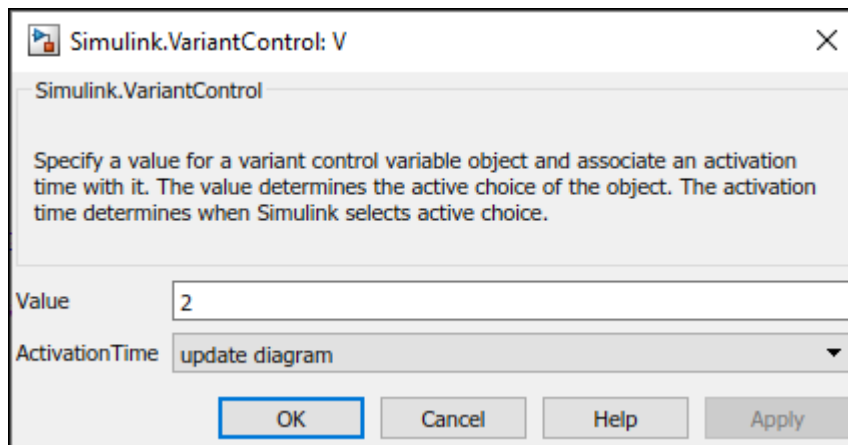 Simulink.VariantControl: V
Simulink.VariantControl
Specify a value for a variant control variable object and associate an activation
time with it. The value determines the active choice of the object. The activation
time determines when Simulink selects active choice.
Value 2
ActivationTime update diagram
OK Cancel Help Apply